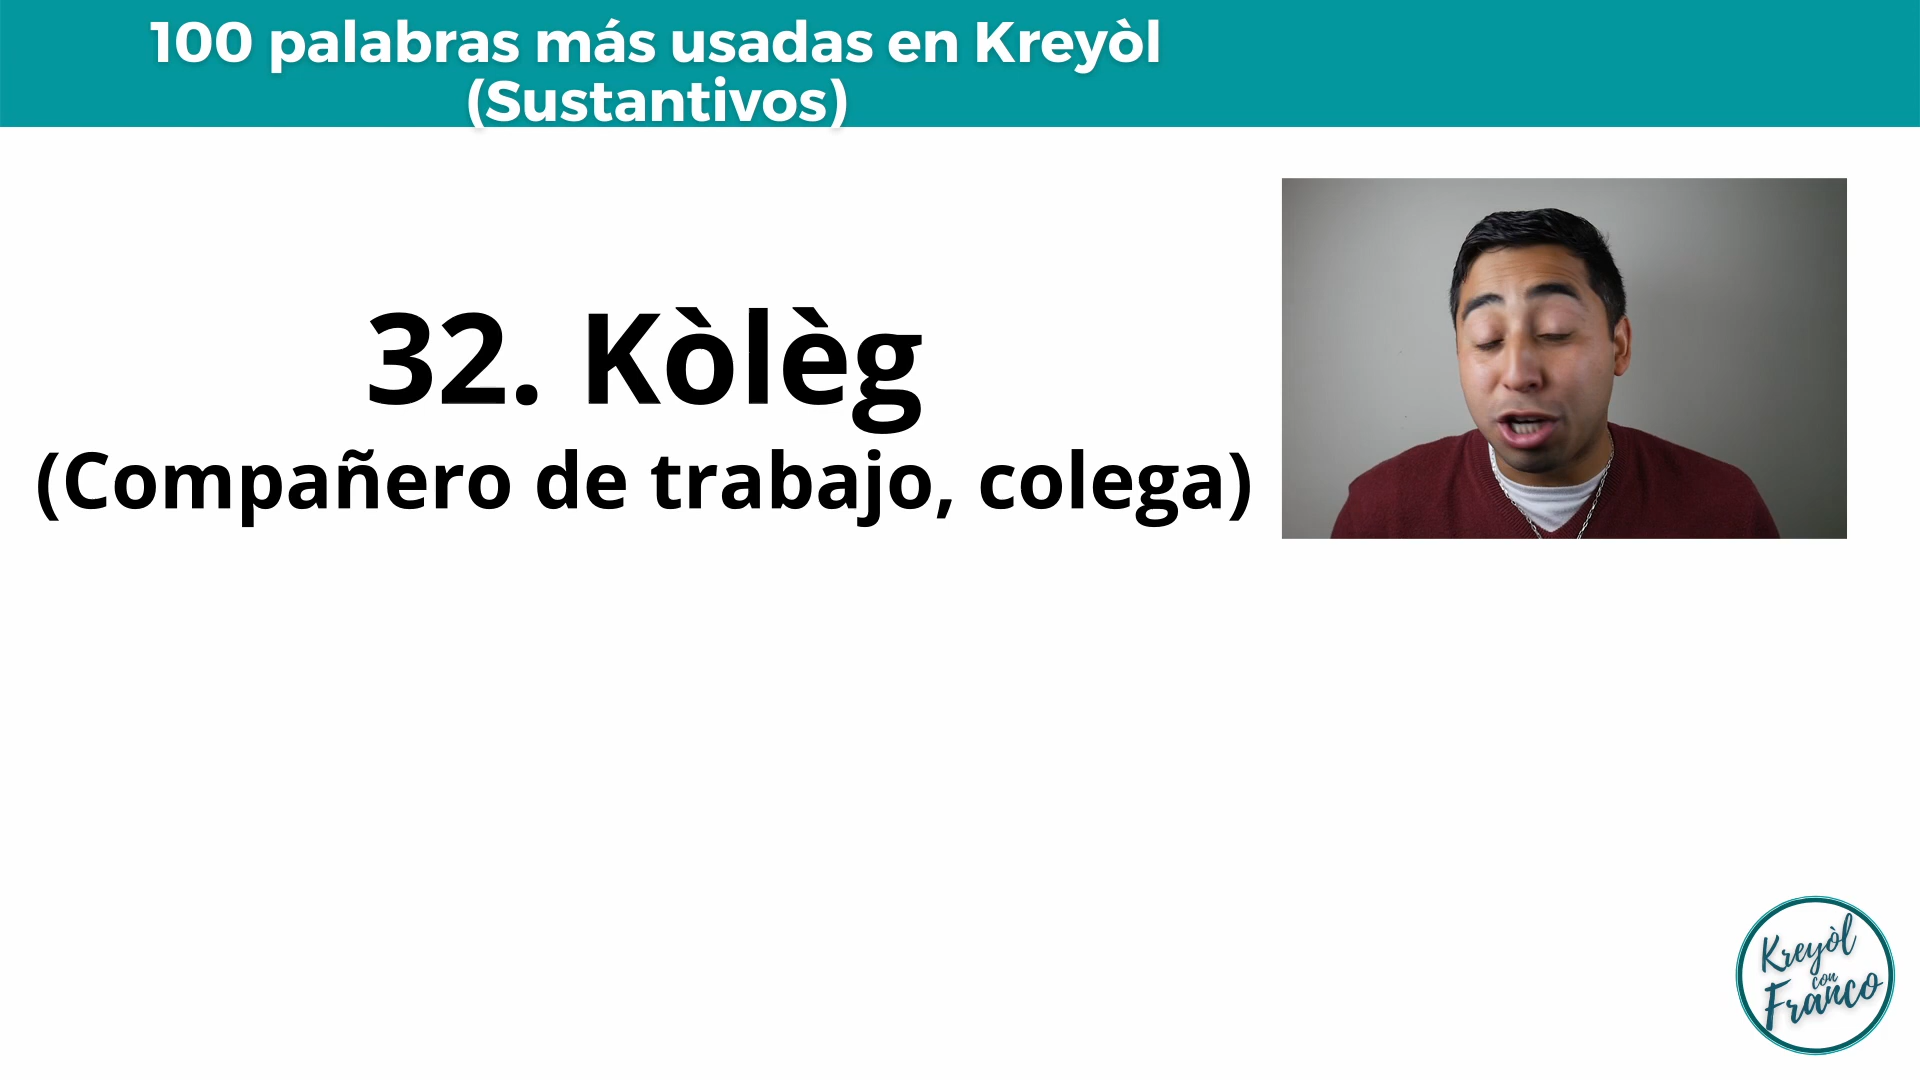 100 palabras más usadas en Kreyòl
(Sustantivos)
32. Kòlèg
(Compañero de trabajo, colega)
Kreyòl
con
Franco